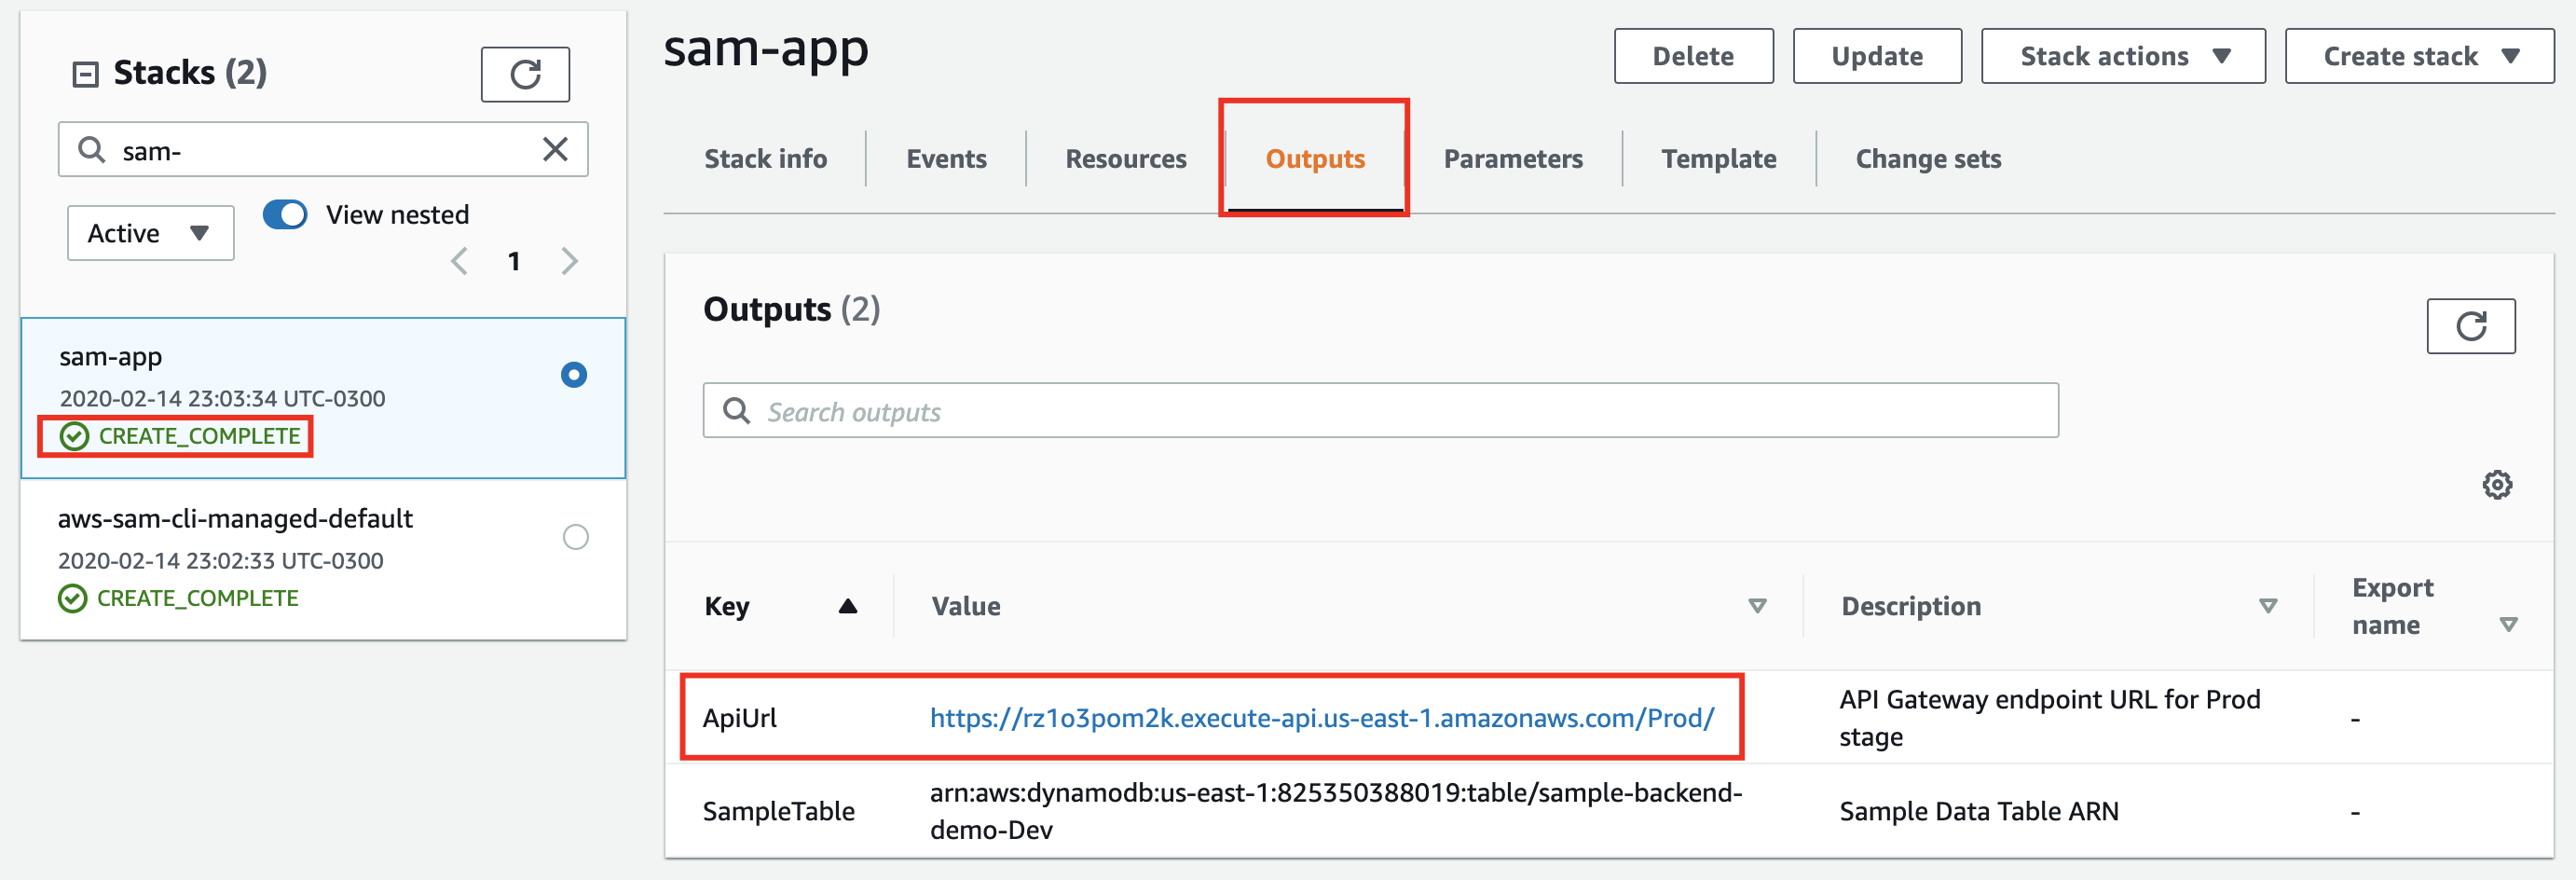 Stacks (2)
sam-
Active
View nested
1
sam-app
2020-02-14 23:03:34 UTC-0300
CREATE_COMPLETE
aws-sam-cli-managed-default
2020-02-14 23:02:33 UTC-0300
CREATE_COMPLETE
sam-app
Delete
Update
Stack actions
Create stack
Stack info
Events
Resources
Outputs
Parameters
Template
Change sets
Outputs (2)
Search outputs
Key
Value
Description
Export
name
ApiUrl
https://rz1o3pom2k.execute-api.us-east-1.amazonaws.com/Prod/
API Gateway endpoint URL for Prod
stage
-
SampleTable
arn:aws:dynamodb:us-east-1:825350388019:table/sample-backend-
demo-Dev
Sample Data Table ARN
-